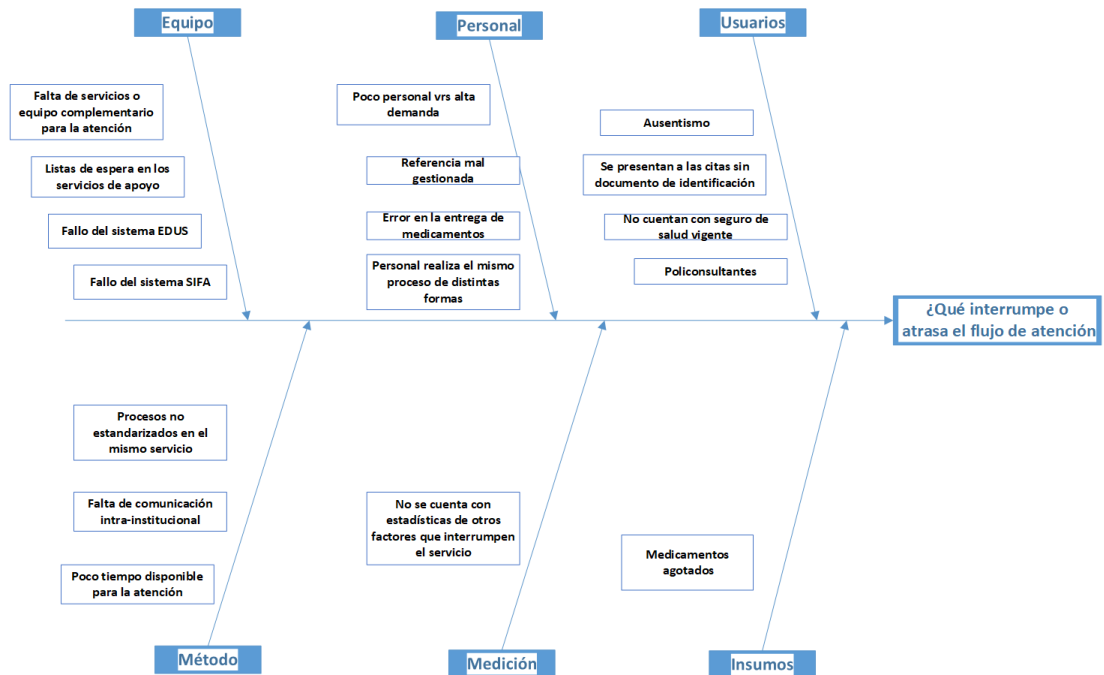 Equipo
Personal
Usuarios
Falta de servicios o
equipo complementario
para la atención
Listas de espera en los
servicios de apoyo
Fallo del sistema EDUS
Fallo del sistema SIFA
Poco personal vrs alta
demanda
Referencia mal
gestionada
Error en la entrega de
medicamentos
Personal realiza el mismo
proceso de distintas
formas
Ausentismo
Se presentan a las citas sin
documento de identificación
No cuentan con seguro de
salud vigente
Policonsultantes
¿Qué interrumpe o
atrasa el flujo de atención
Procesos no
estandarizados en el
mismo servicio
Falta de comunicación
intra-institucional
Poco tiempo disponible
para la atención
No se cuenta con
estadísticas de otros
factores que interrumpen
el servicio
Medicamentos
agotados
Método
Medición
Insumos